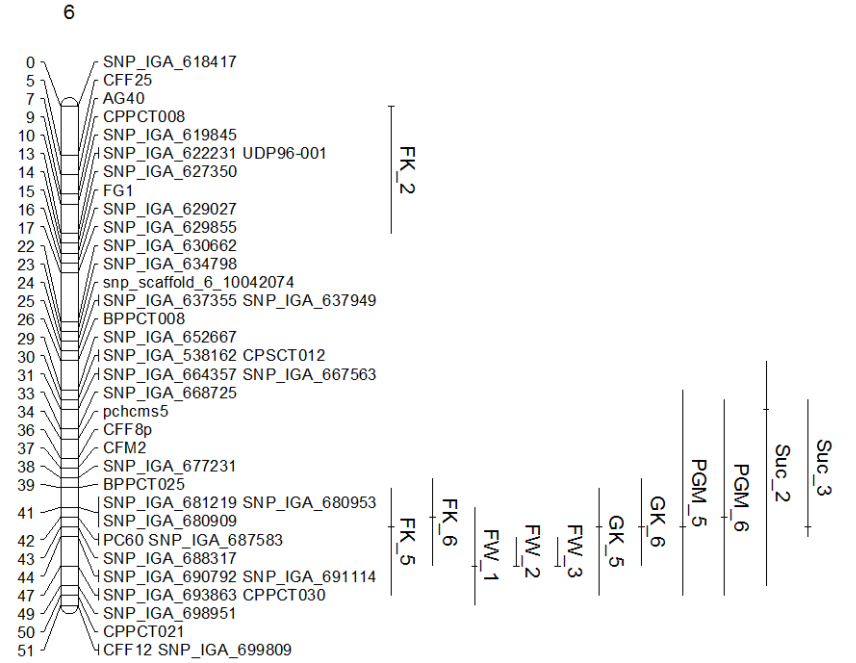 6
0 SNP_IGA_618417
5 CFF25
7 AG40
9 CPPCT008
10 SNP_IGA_619845
13 SNP_IGA_622231 UDP96-001
14 SNP_IGA_627350
15 FG1
16 SNP_IGA_629027
17 SNP_IGA_629855
22 SNP_IGA_630662
23 SNP_IGA_634798
24 snp_scaffold_6_10042074
25 SNP_IGA_637355 SNP_IGA_637949
26 BPPCT008
29 SNP_IGA_652667
30 SNP_IGA_538162 CPSCT012
31 SNP_IGA_664357 SNP_IGA_667563
33 SNP_IGA_668725
34 pchcms5
36 CFF8p
37 CFM2
38 SNP_IGA_677231
39 BPPCT025
41 SNP_IGA_681219 SNP_IGA_680953
SNP_IGA_680909
42 PC60 SNP_IGA_687583
43 SNP_IGA_688317
44 SNP_IGA_690792 SNP_IGA_691114
47 SNP_IGA_693863 CPPCT030
49 SNP_IGA_698951
50 CPPCT021
51 CFF12 SNP_IGA_699809
FK_2
FK_5
FK_6
FW_1
FW_2
FW_3
GK_5
GK_6
PGM_5
PGM_6
Suc_2
Suc_3